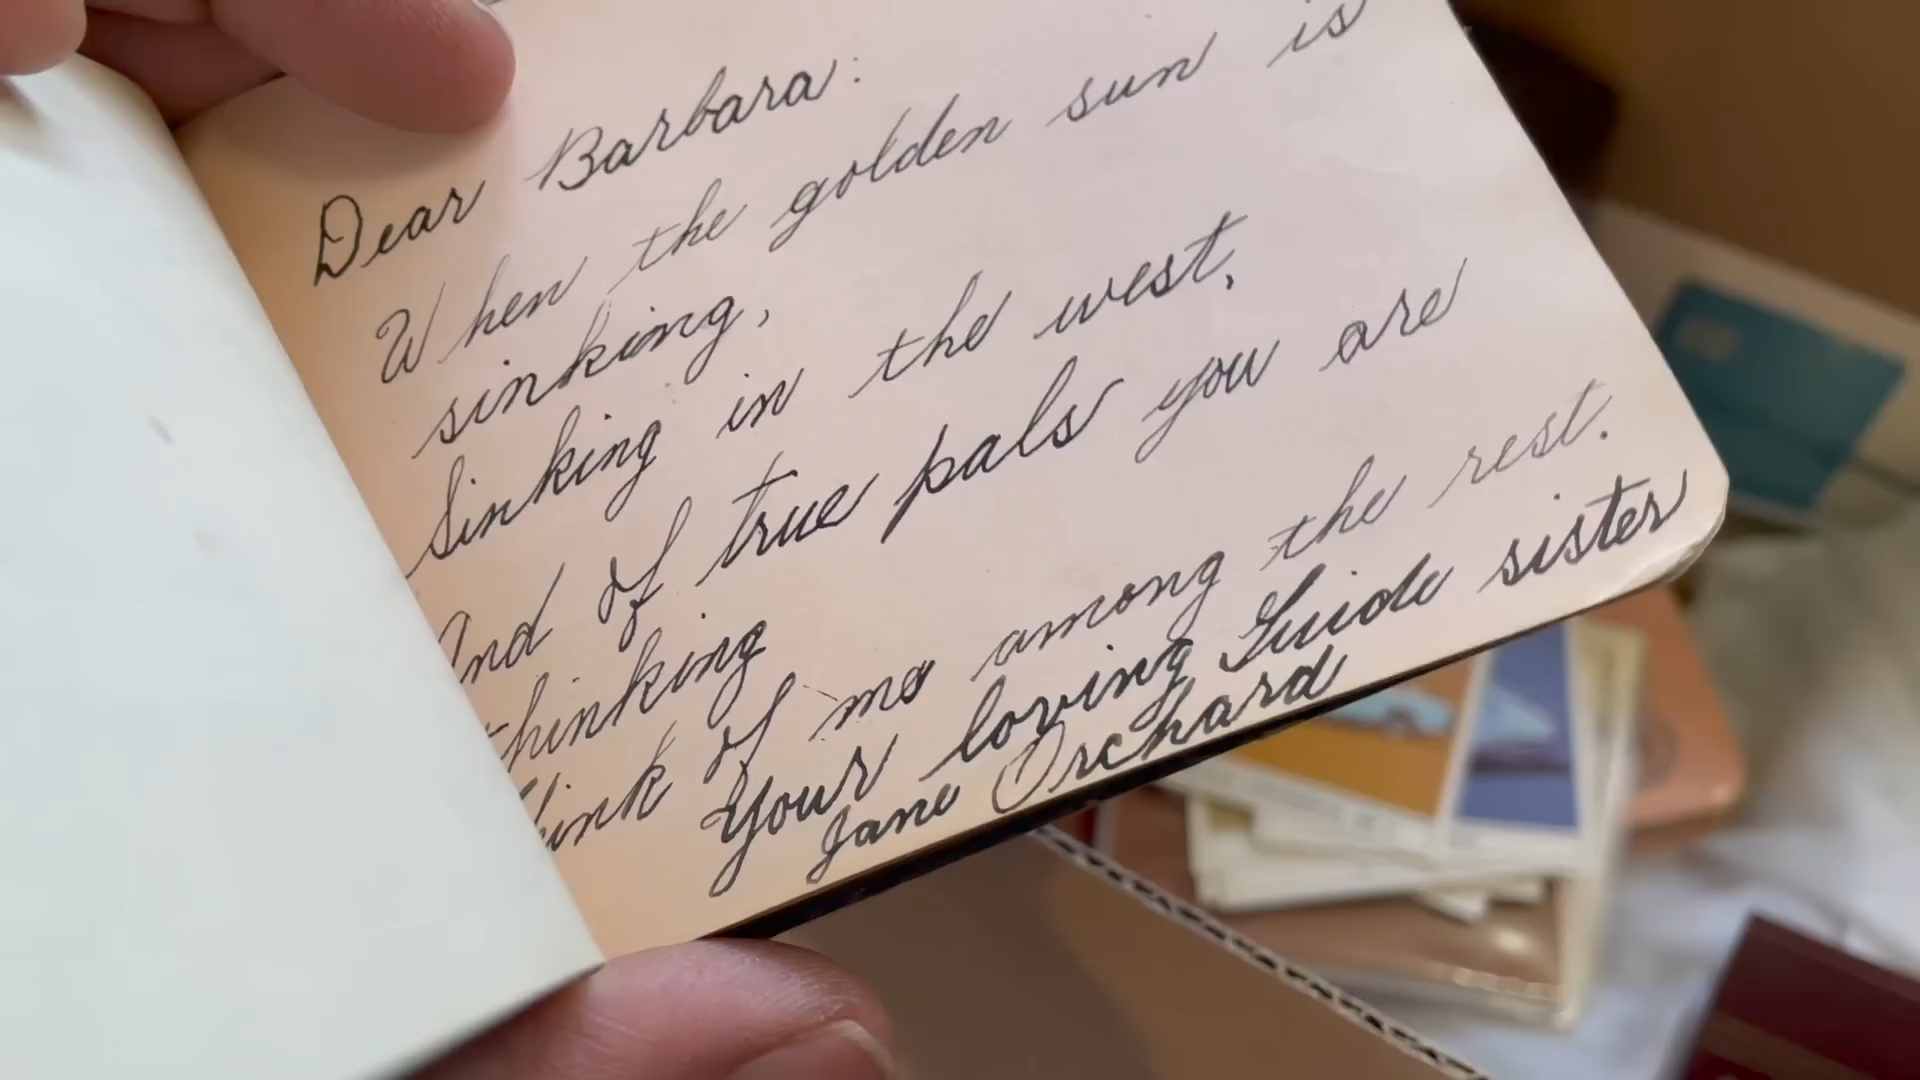 Dear Barbara:
When the golden sun is
sinking,
Sinking in the west,
And of true pals you are
thinking
Think of me among the rest.
Your loving Guide sister
Jane Orchard